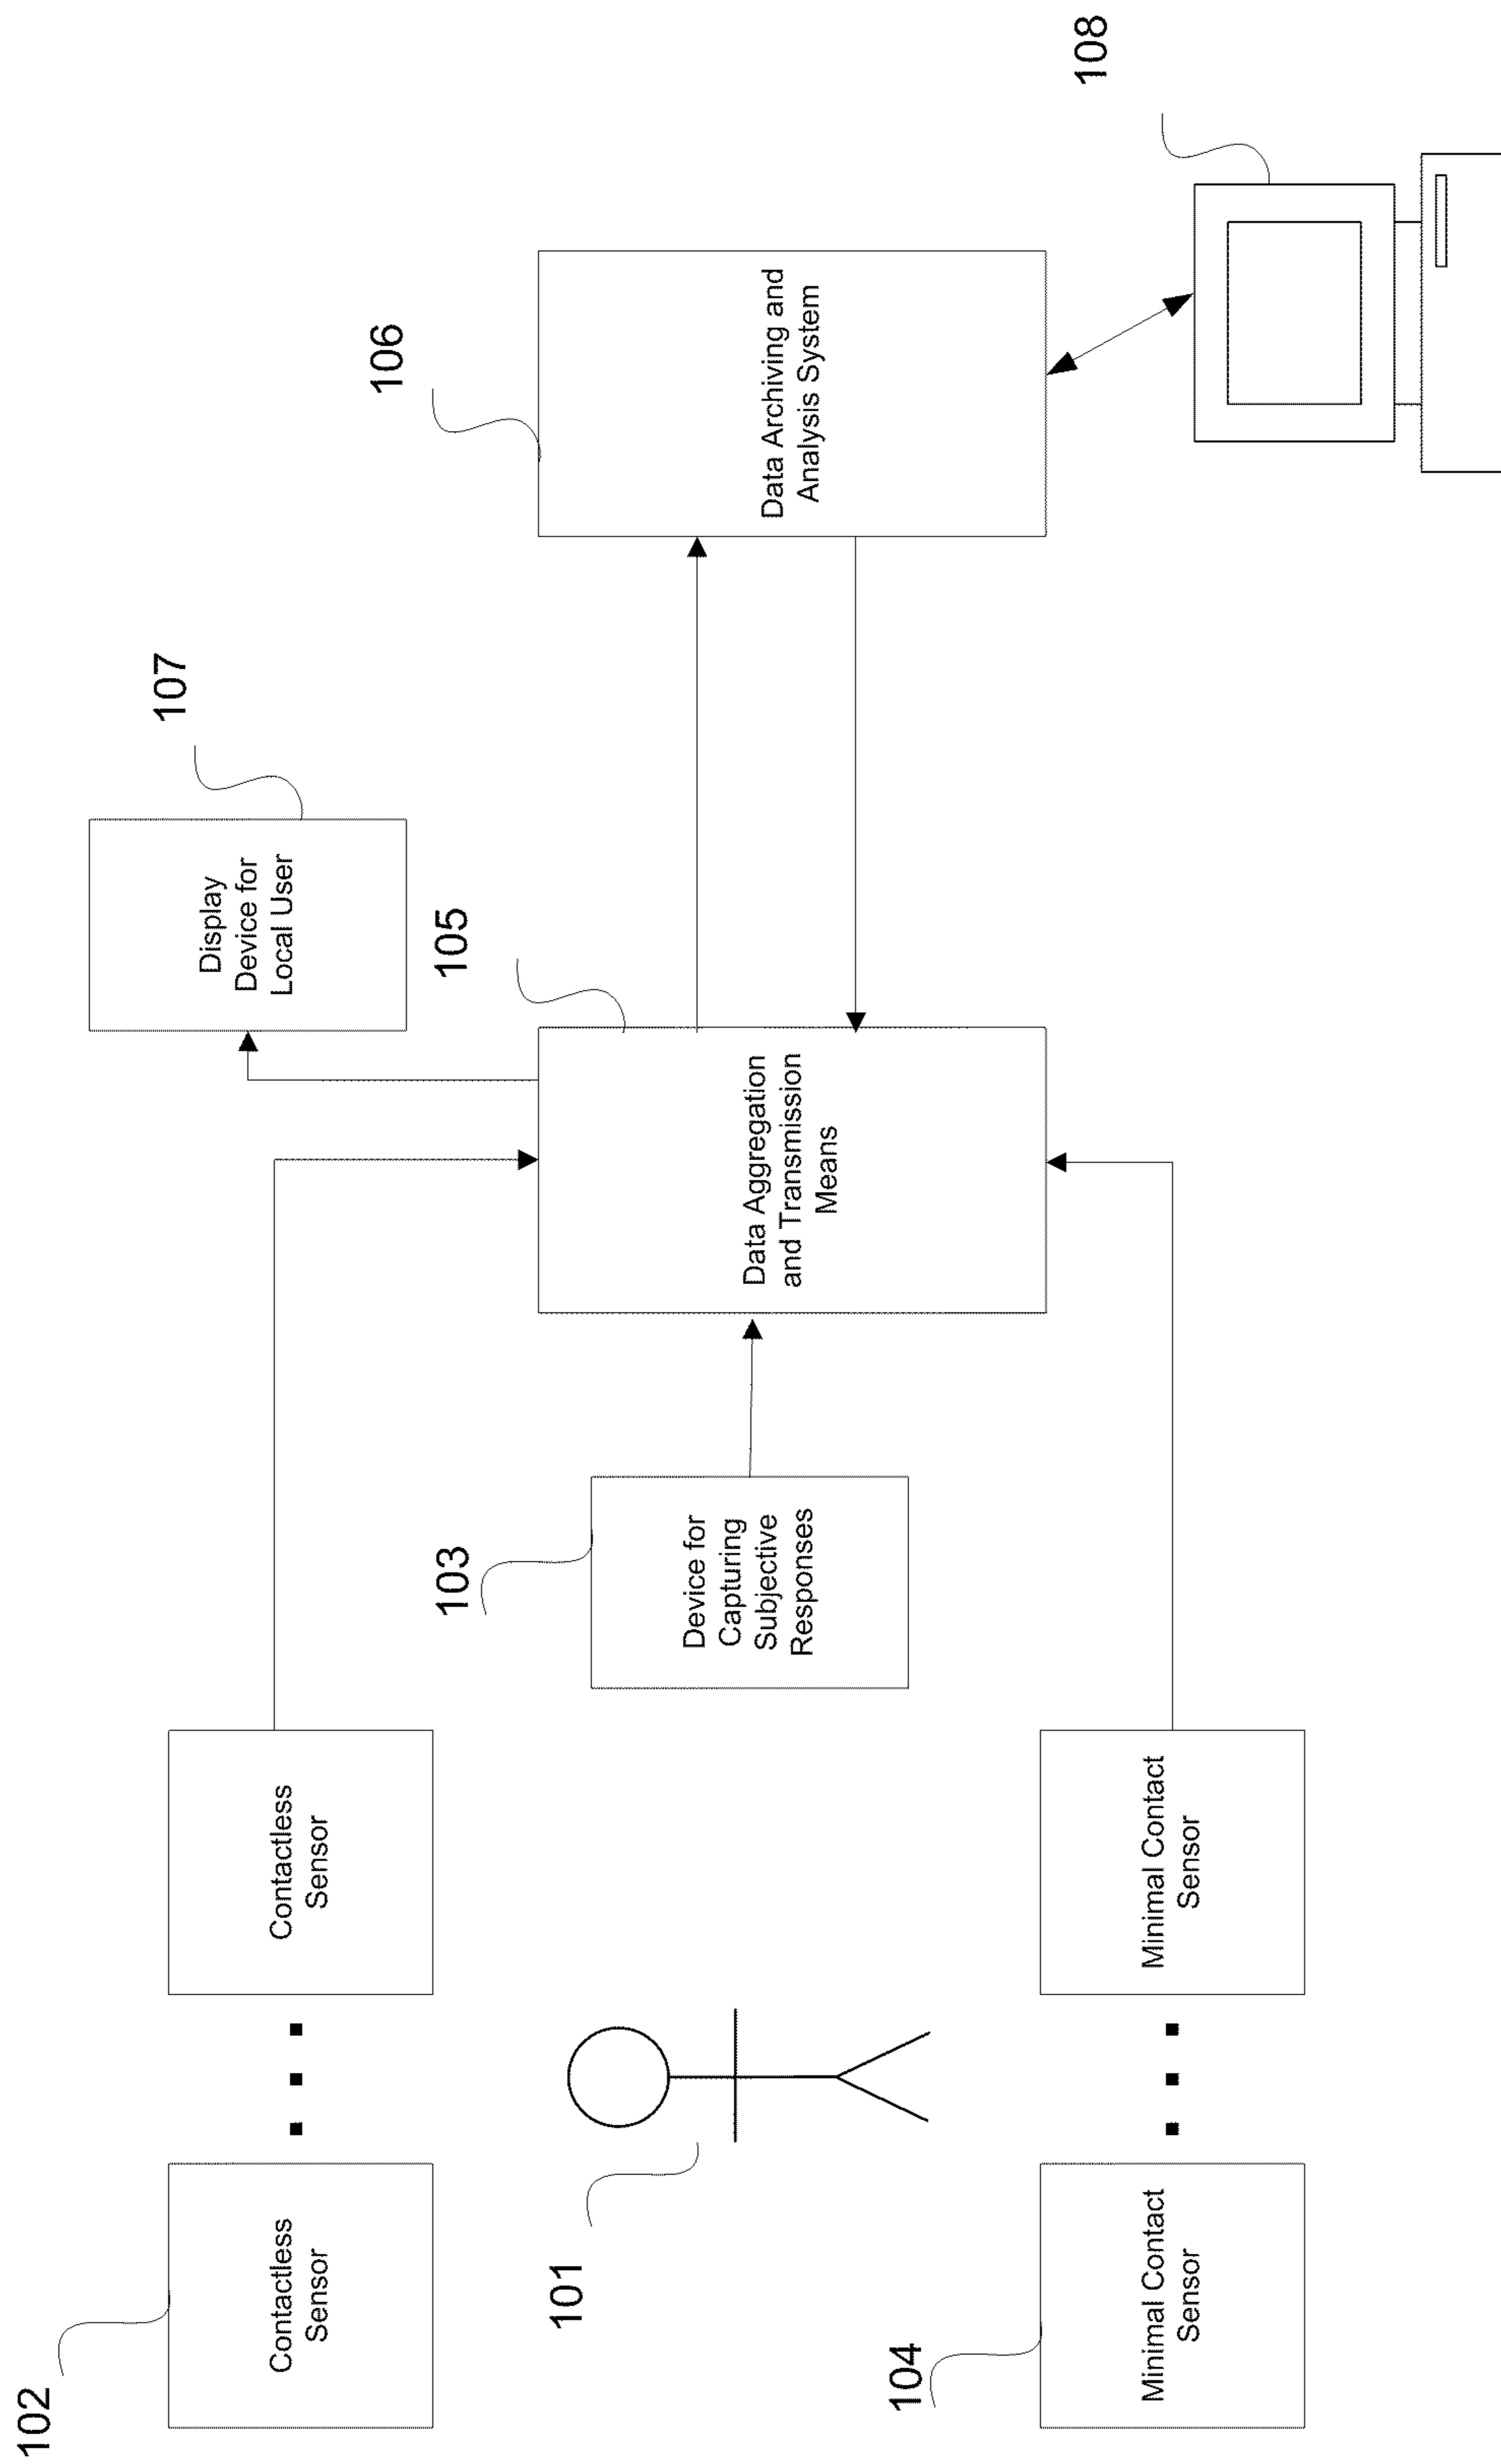 102
Contactless
Sensor
Contactless
Sensor
107
Display
Device for
Local User
101
103
Device for
Capturing
Subjective
Responses
105
Data Aggregation
and Transmission
Means
106
Data Archiving and
Analysis System
104
Minimal Contact
Sensor
Minimal Contact
Sensor
108